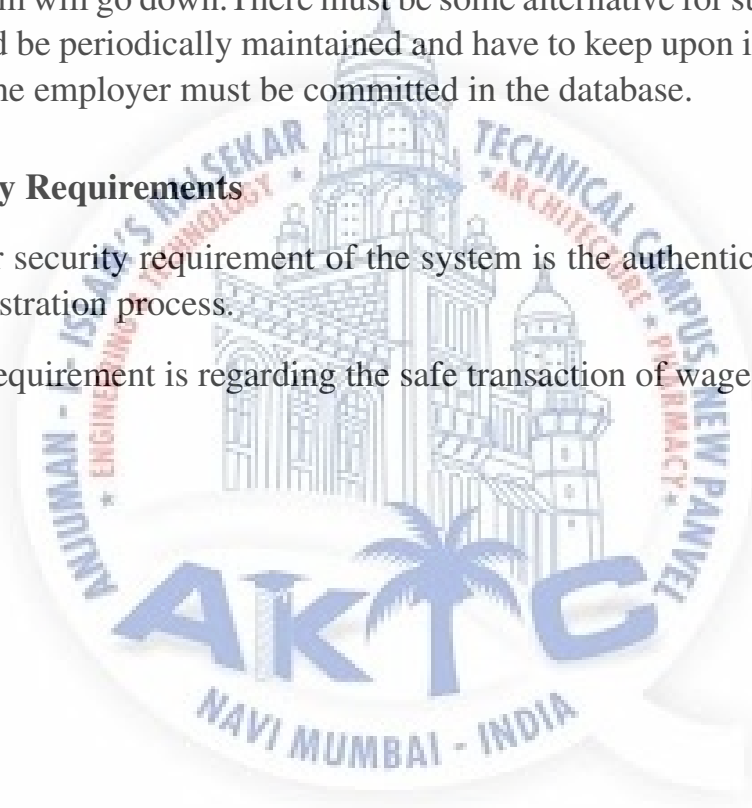 m will go down.There must be some alternative for su
d be periodically maintained and have to keep upon i
he employer must be committed in the database.
y Requirements
r security requirement of the system is the authentic
stration process.
equirement is regarding the safe transaction of wage
ANJUMAN - I - ISLAM'S KALSEKAR TECHNICAL CAMPUS NEW PANVEL
★ ENGINEERING ★ TECHNOLOGY ★ ★ ARCHITECTURE ★ PHARMACY ★
AKTC
NAVI MUMBAI - INDIA